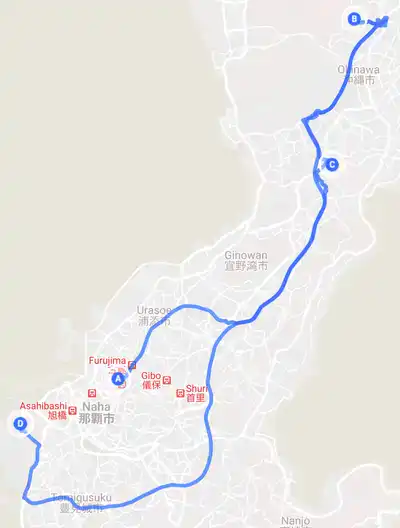 B
Okinawa
沖縄市
C
Ginowan
宜野湾市
Urasoe
浦添市
Furujima
A
Gibo
儀保
Shuri
首里
Asahibashi
旭橋
Naha
那覇市
D
Tomigusuku
豊見城市
Nanjo